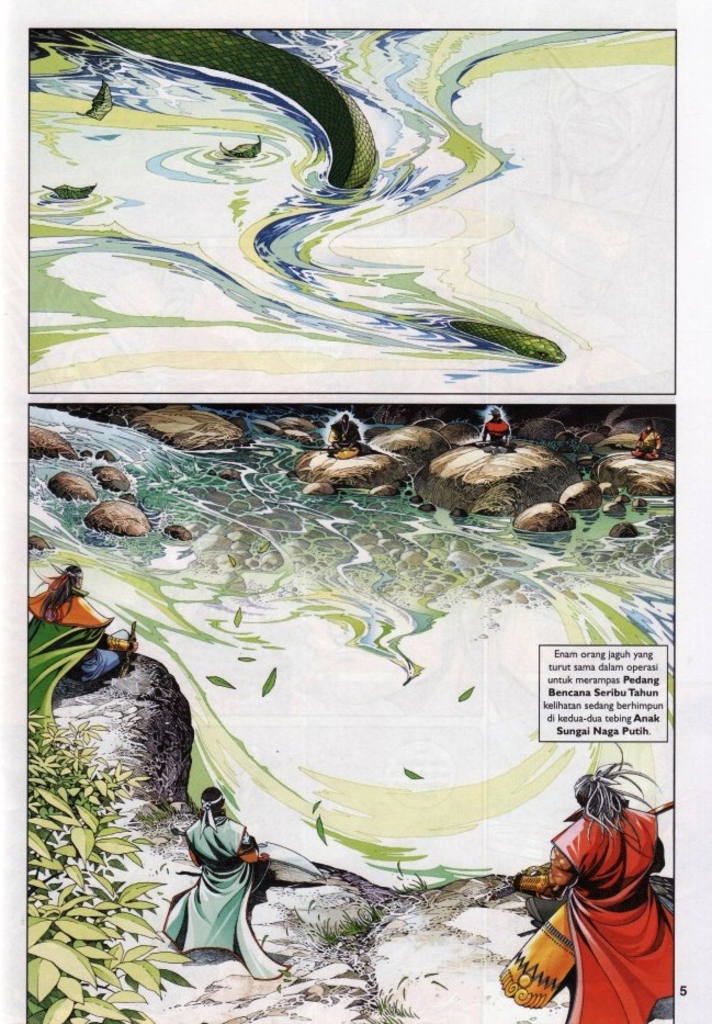 Enam orang jaguh yang
turut sama dalam operasi
untuk merampas Pedang
Bencana Seribu Tahun
kelihatan sedang berhimpun
di kedua-dua tebing Anak
Sungai Naga Putih.
5